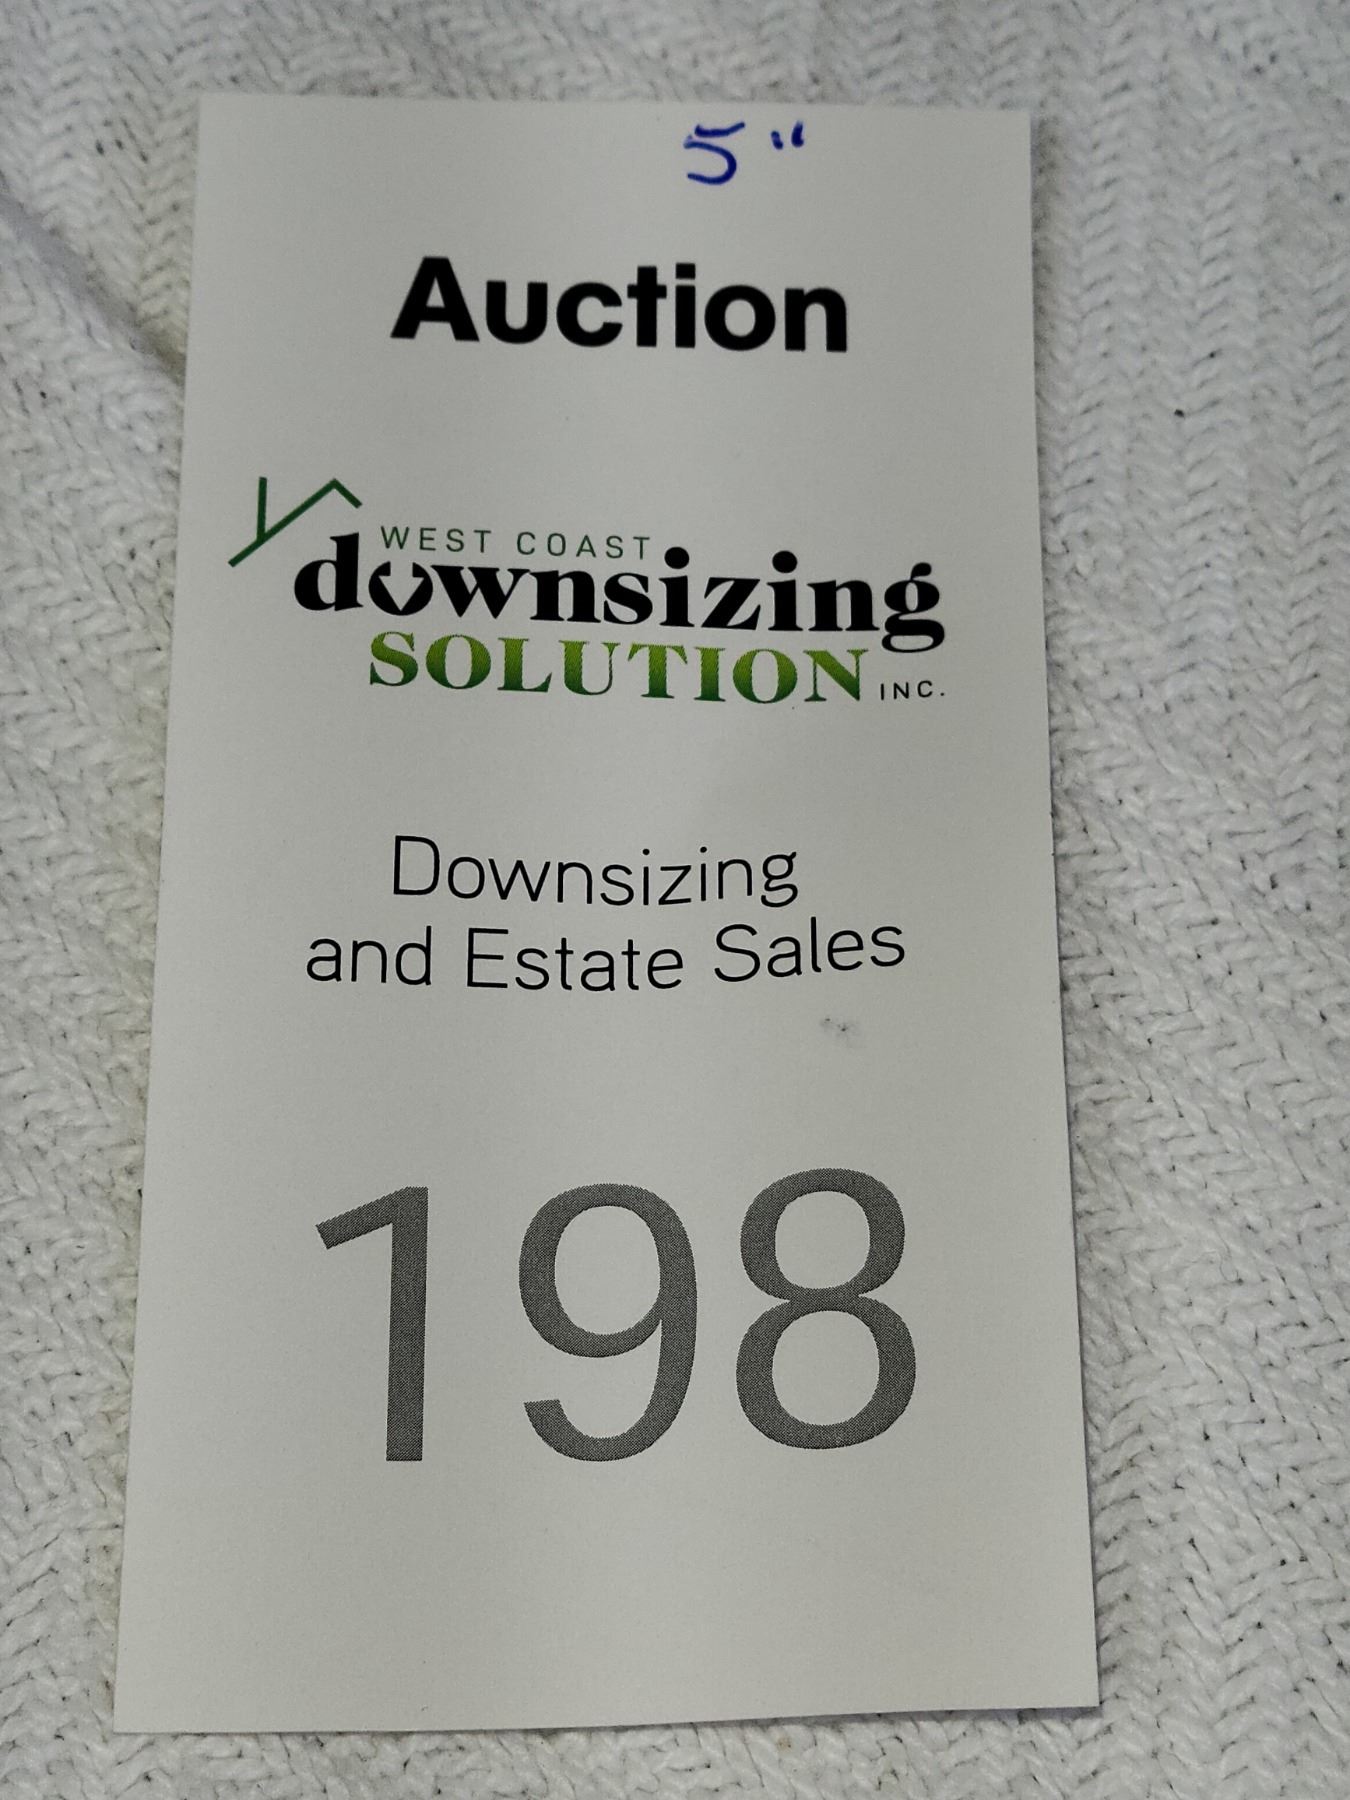 5"
Auction
WEST COAST
downsizing
SOLUTION INC.
Downsizing
and Estate Sales
198